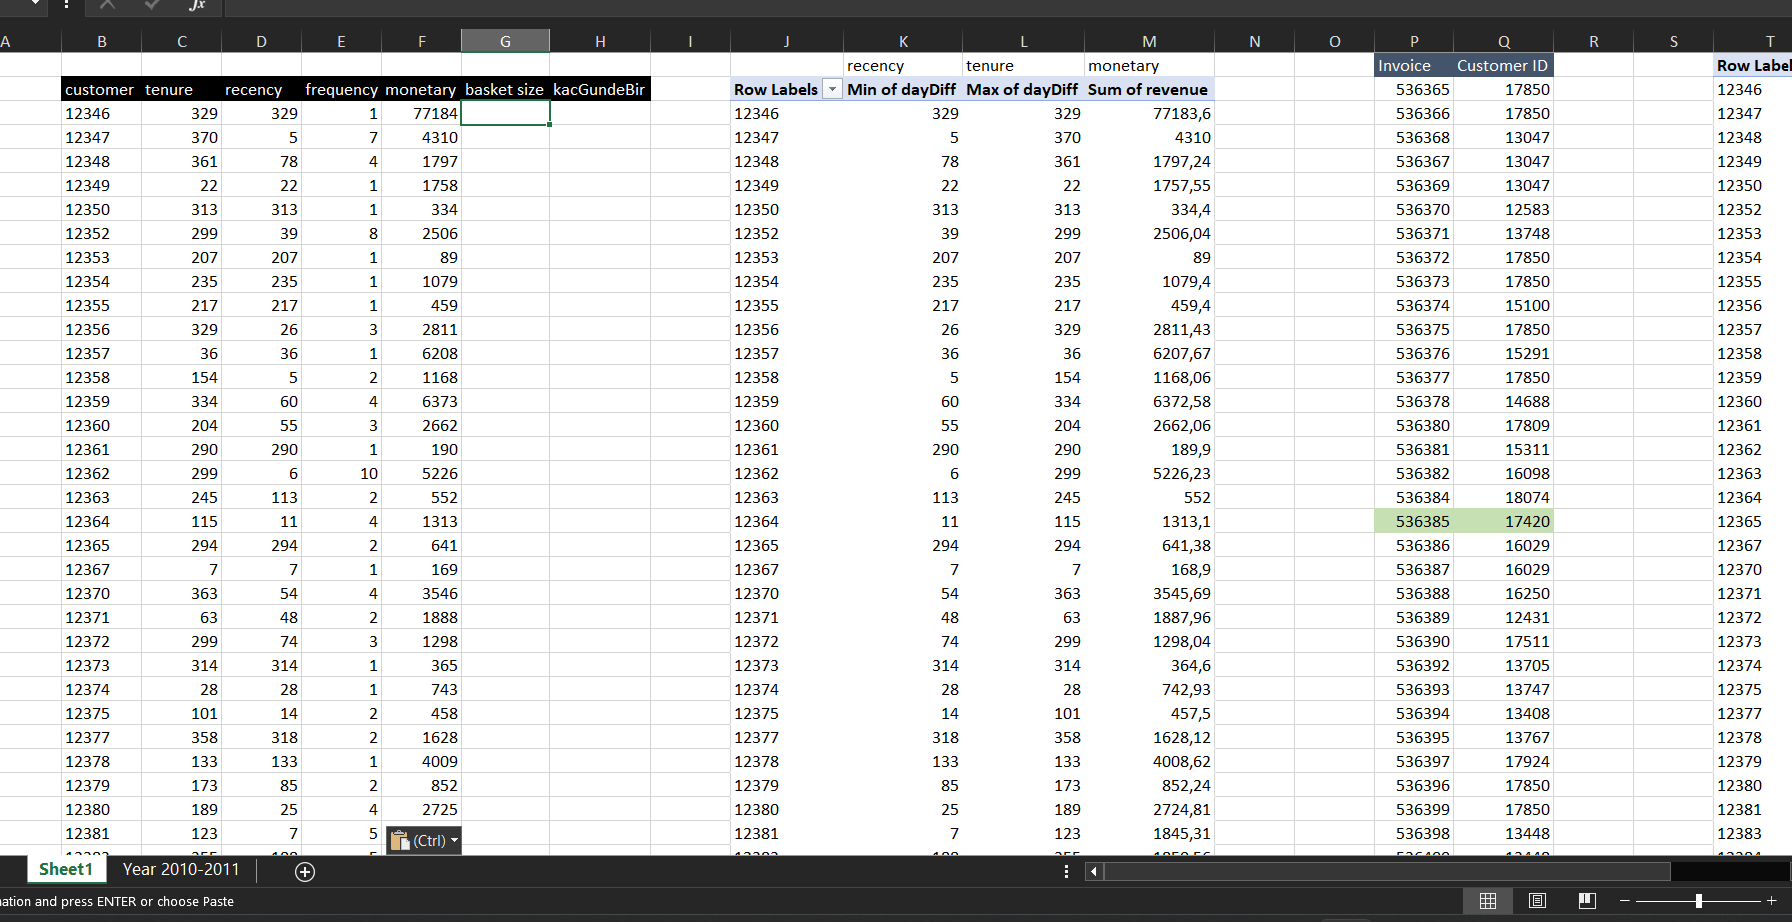 fx
A B C D E F G H I J K L M N O P Q R S T
recency tenure monetary Invoice Customer ID Row Label
customer tenure recency frequency monetary basket size kacGundeBir Row Labels Min of dayDiff Max of dayDiff Sum of revenue 536365 17850 12346
12346 329 329 1 77184 12346 329 329 77183,6 536366 17850 12347
12347 370 5 7 4310 12347 5 370 4310 536368 13047 12348
12348 361 78 4 1797 12348 78 361 1797,24 536367 13047 12349
12349 22 22 1 1758 12349 22 22 1757,55 536369 13047 12350
12350 313 313 1 334 12350 313 313 334,4 536370 12583 12352
12352 299 39 8 2506 12352 39 299 2506,04 536371 13748 12353
12353 207 207 1 89 12353 207 207 89 536372 17850 12354
12354 235 235 1 1079 12354 235 235 1079,4 536373 17850 12355
12355 217 217 1 459 12355 217 217 459,4 536374 15100 12356
12356 329 26 3 2811 12356 26 329 2811,43 536375 17850 12357
12357 36 36 1 6208 12357 36 36 6207,67 536376 15291 12358
12358 154 5 2 1168 12358 5 154 1168,06 536377 17850 12359
12359 334 60 4 6373 12359 60 334 6372,58 536378 14688 12360
12360 204 55 3 2662 12360 55 204 2662,06 536380 17809 12361
12361 290 290 1 190 12361 290 290 189,9 536381 15311 12362
12362 299 6 10 5226 12362 6 299 5226,23 536382 16098 12363
12363 245 113 2 552 12363 113 245 552 536384 18074 12364
12364 115 11 4 1313 12364 11 115 1313,1 536385 17420 12365
12365 294 294 2 641 12365 294 294 641,38 536386 16029 12367
12367 7 7 1 169 12367 7 7 168,9 536387 16029 12370
12370 363 54 4 3546 12370 54 363 3545,69 536388 16250 12371
12371 63 48 2 1888 12371 48 63 1887,96 536389 12431 12372
12372 299 74 3 1298 12372 74 299 1298,04 536390 17511 12373
12373 314 314 1 365 12373 314 314 364,6 536392 13705 12374
12374 28 28 1 743 12374 28 28 742,93 536393 13747 12375
12375 101 14 2 458 12375 14 101 457,5 536394 13408 12377
12377 358 318 2 1628 12377 318 358 1628,12 536395 13767 12378
12378 133 133 1 4009 12378 133 133 4008,62 536397 17924 12379
12379 173 85 2 852 12379 85 173 852,24 536396 17850 12380
12380 189 25 4 2725 12380 25 189 2724,81 536399 17850 12381
12381 123 7 5 (Ctrl) 12381 7 123 1845,31 536398 13448 12383
Sheet1 Year 2010-2011
ation and press ENTER or choose Paste